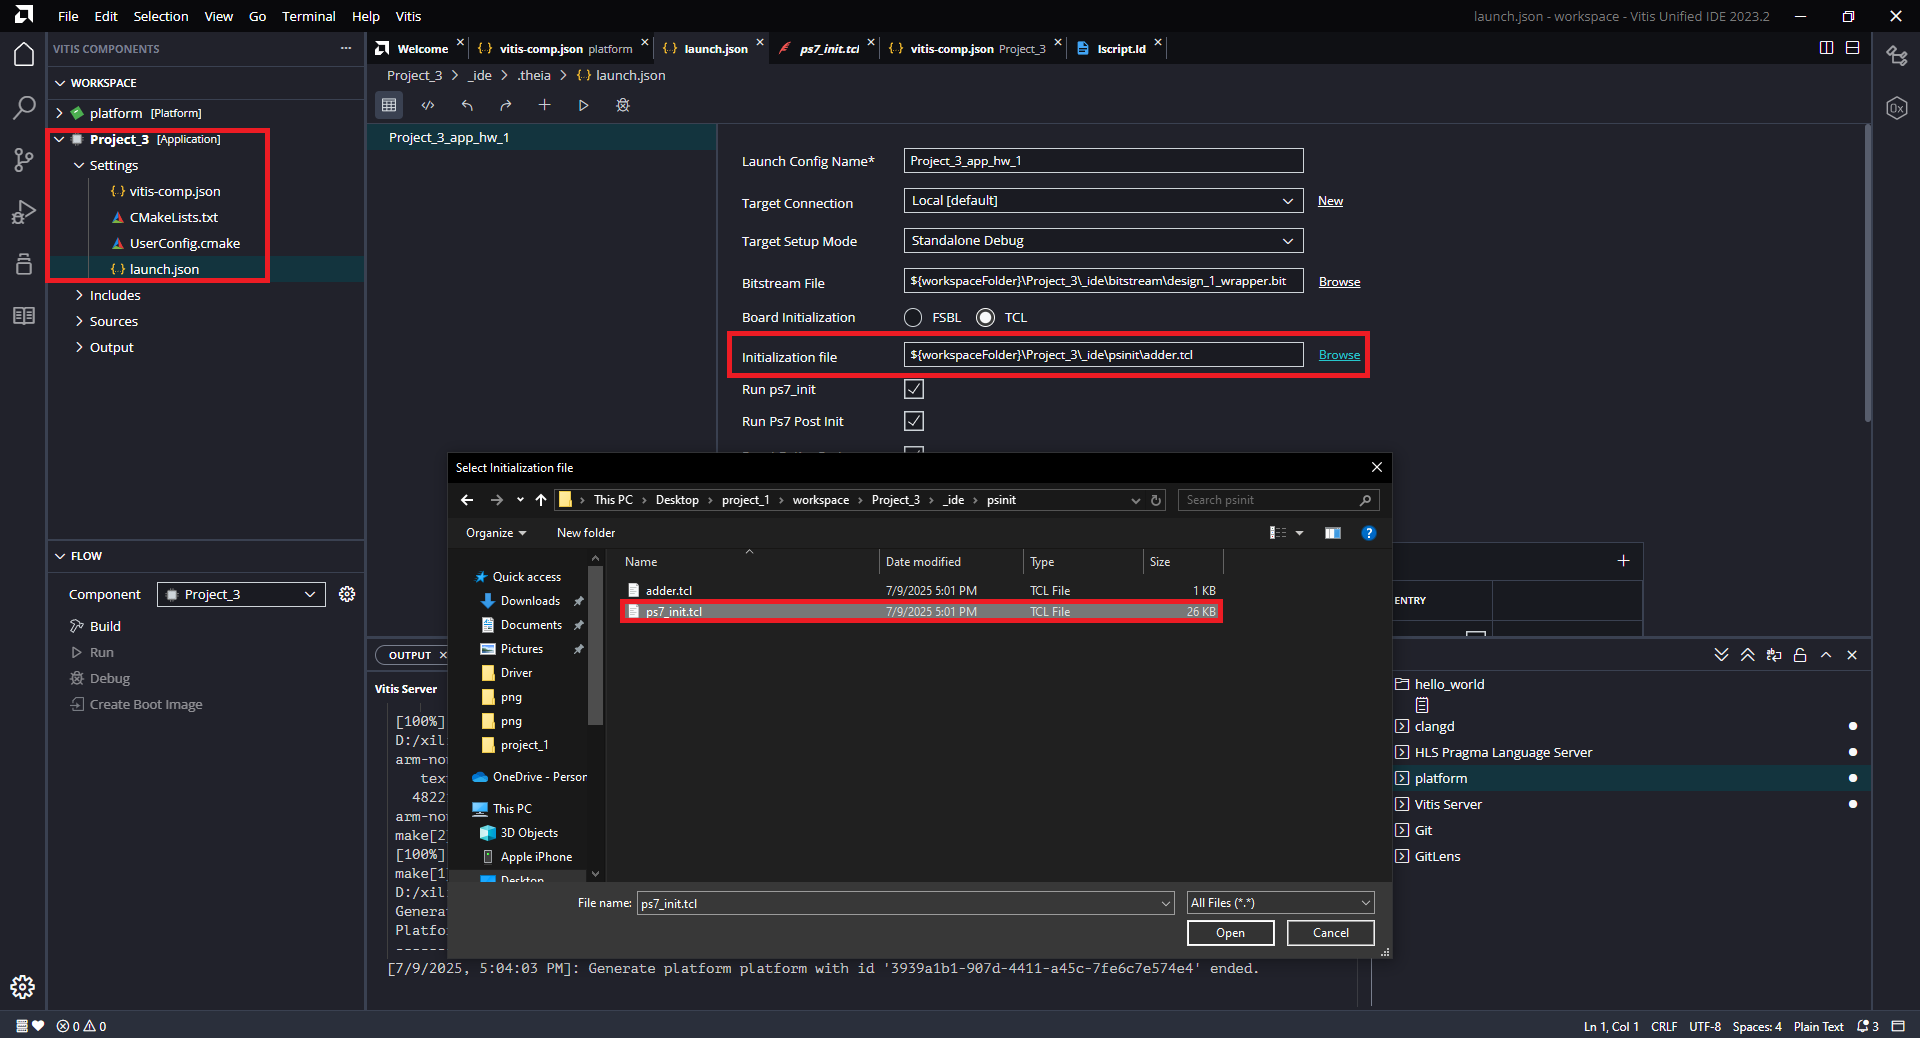 File Edit Selection View Go Terminal Help Vitis
launch.json - workspace - Vitis Unified IDE 2023.2
VITIS COMPONENTS
WORKSPACE
platform [Platform]
Project_3 [Application]
Settings
vitis-comp.json
CMakeLists.txt
UserConfig.cmake
launch.json
Includes
Sources
Output
FLOW
Component Project_3
Build
Run
Debug
Create Boot Image
Welcome vitis-comp.json platform launch.json ps7_init.tcl vitis-comp.json Project_3 lscript.ld
Project_3 > _ide > .theia > launch.json
Project_3_app_hw_1
Launch Config Name* Project_3_app_hw_1
Target Connection Local [default] New
Target Setup Mode Standalone Debug
Bitstream File ${workspaceFolder}\Project_3\_ide\bitstream\design_1_wrapper.bit Browse
Board Initialization FSBL TCL
Initialization file ${workspaceFolder}\Project_3\_ide\psinit\adder.tcl Browse
Run ps7_init
Run Ps7 Post Init
ENTRY
Select Initialization file
This PC > Desktop > project_1 > workspace > Project_3 > _ide > psinit
Search psinit
Organize New folder
Name Date modified Type Size
adder.tcl 7/9/2025 5:01 PM TCL File 1 KB
ps7_init.tcl 7/9/2025 5:01 PM TCL File 26 KB
Quick access
Downloads
Documents
Pictures
Driver
png
png
project_1
OneDrive - Person
This PC
3D Objects
Apple iPhone
Desktop
File name: ps7_init.tcl All Files (*.*)
Open Cancel
OUTPUT
Vitis Server
[100%]
D:/xil
arm-no
tex
4822
arm-no
make[2
[100%]
make[1
D:/xil
Genera
Platfo
------
[7/9/2025, 5:04:03 PM]: Generate platform platform with id '3939a1b1-907d-4411-a45c-7fe6c7e574e4' ended.
hello_world
clangd
HLS Pragma Language Server
platform
Vitis Server
Git
GitLens
0 0
Ln 1, Col 1 CRLF UTF-8 Spaces: 4 Plain Text 3